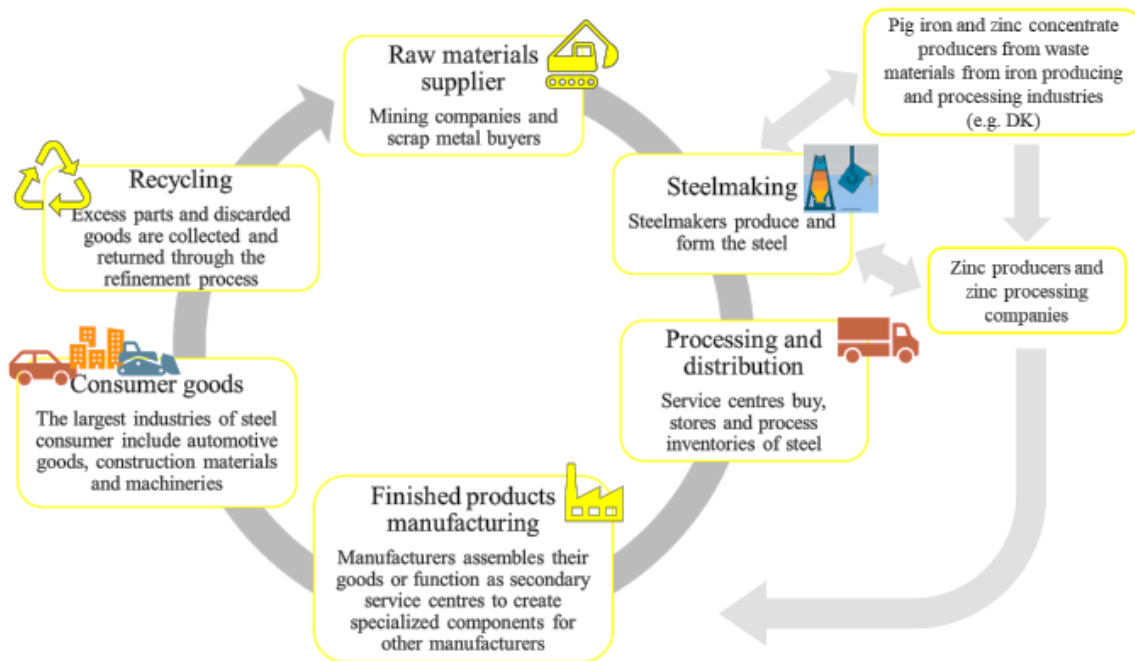 Raw materials
supplier
Mining companies and
scrap metal buyers
Pig iron and zinc concentrate
producers from waste
materials from iron producing
and processing industries
(e.g. DK)
Steelmaking
Steelmakers produce and
form the steel
Zinc producers and
zinc processing
companies
Processing and
distribution
Service centres buy,
stores and process
inventories of steel
Finished products
manufacturing
Manufacturers assembles their
goods or function as secondary
service centres to create
specialized components for
other manufacturers
Consumer goods
The largest industries of steel
consumer include automotive
goods, construction materials
and machineries
Recycling
Excess parts and discarded
goods are collected and
returned through the
refinement process